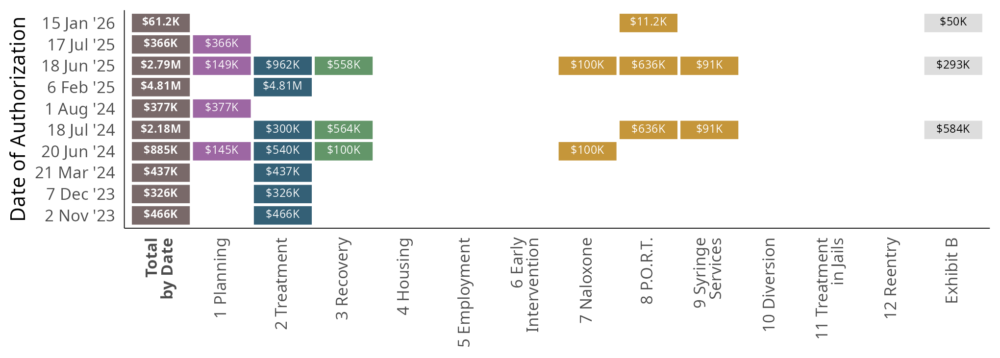 Date of Authorization
15 Jan '26 $61.2K $11.2K $50K
17 Jul '25 $366K $366K
18 Jun '25 $2.79M $149K $962K $558K $100K $636K $91K $293K
6 Feb '25 $4.81M $4.81M
1 Aug '24 $377K $377K
18 Jul '24 $2.18M $300K $564K $636K $91K $584K
20 Jun '24 $885K $145K $540K $100K $100K
21 Mar '24 $437K $437K
7 Dec '23 $326K $326K
2 Nov '23 $466K $466K
Total
by Date
1 Planning
2 Treatment
3 Recovery
4 Housing
5 Employment
6 Early
Intervention
7 Naloxone
8 P.O.R.T.
9 Syringe
Services
10 Diversion
11 Treatment
in Jails
12 Reentry
Exhibit B